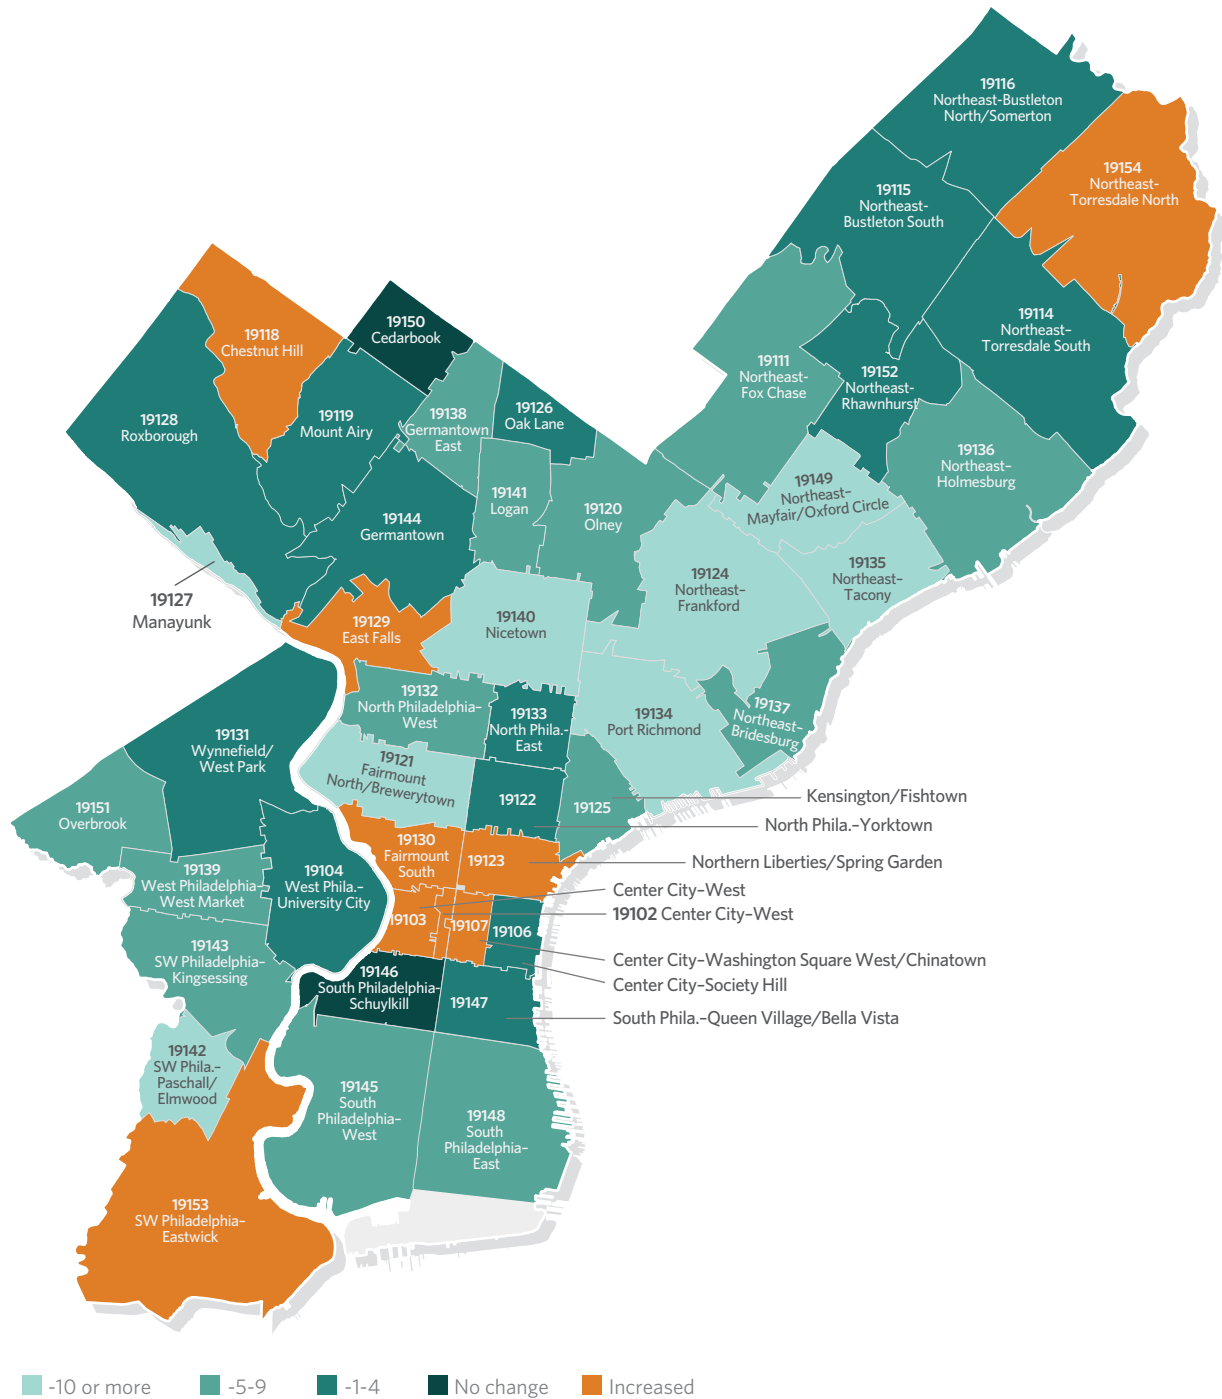 19116
Northeast-Bustleton
North/Somerton
19154
Northeast-
Torresdale North
19115
Northeast-
Bustleton South
19114
Northeast–
Torresdale South
19118
Chestnut Hill
19150
Cedarbook
19111
Northeast-
Fox Chase
19152
Northeast-
Rhawnhurst
19128
Roxborough
19119
Mount Airy
19138
Germantown
East
19126
Oak Lane
19136
Northeast–
Holmesburg
19149
Northeast–
Mayfair/Oxford Circle
19141
Logan
19120
Olney
19144
Germantown
19124
Northeast–
Frankford
19135
Northeast–
Tacony
19127
Manayunk
19129
East Falls
19140
Nicetown
19132
North Philadelphia–
West
19133
North Phila.-
East
19134
Port Richmond
19137
Northeast–
Bridesburg
19131
Wynnefield/
West Park
19121
Fairmount
North/Brewerytown
19122
19125
Kensington/Fishtown
North Phila.–Yorktown
19151
Overbrook
19130
Fairmount
South
19123
Northern Liberties/Spring Garden
19139
West Philadelphia–
West Market
19104
West Phila.–
University City
Center City–West
19103
19102 Center City–West
19107
19106
19143
SW Philadelphia–
Kingsessing
Center City–Washington Square West/Chinatown
19146
South Philadelphia-
Schuylkill
Center City–Society Hill
19147
South Phila.–Queen Village/Bella Vista
19142
SW Phila.–
Paschall/
Elmwood
19145
South
Philadelphia–
West
19148
South
Philadelphia–
East
19153
SW Philadelphia–
Eastwick
-10 or more
-5-9
-1-4
No change
Increased